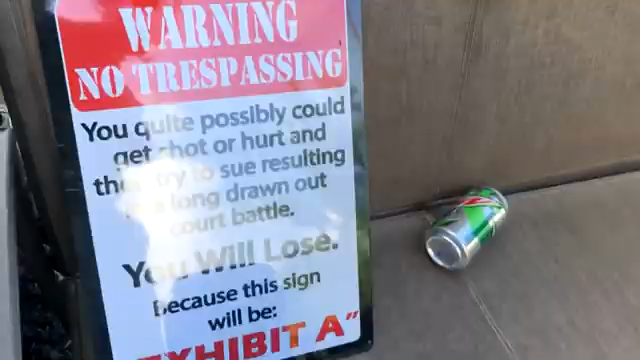 WARNING
NO TRESPASSING
You quite possibly could
get shot or hurt and
then try to sue resulting
in a long drawn out
court battle.
You Will Lose.
Because this sign
will be:
EXHIBIT A"